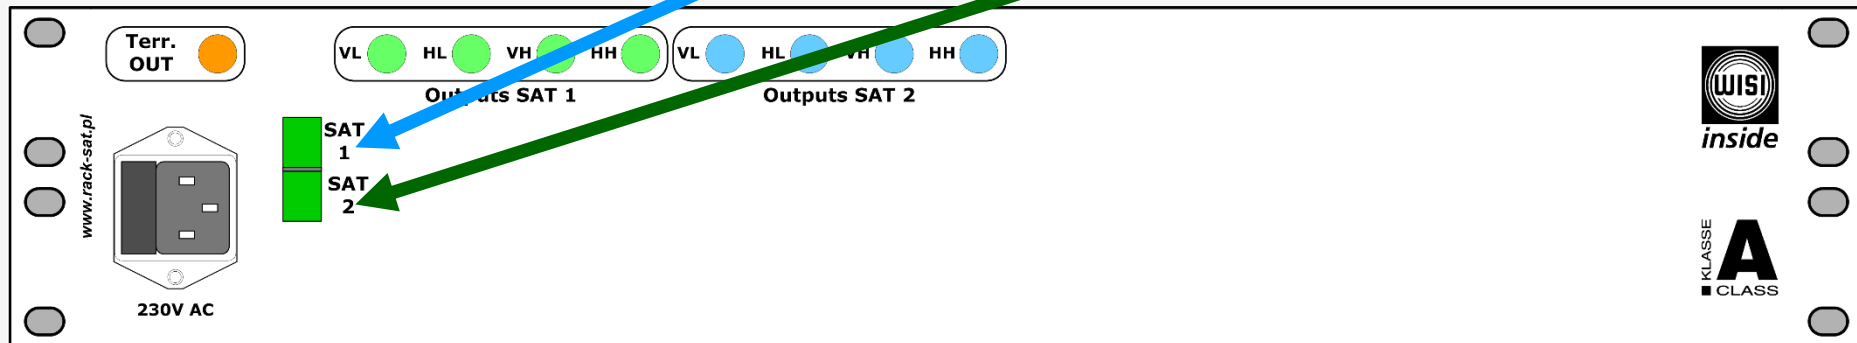 Terr.
OUT
VL HL VH HH
Outputs SAT 1
VL HL VH HH
Outputs SAT 2
www.rack-sat.pl
SAT
1
SAT
2
230V AC
WISI
inside
KLASSE
A
CLASS